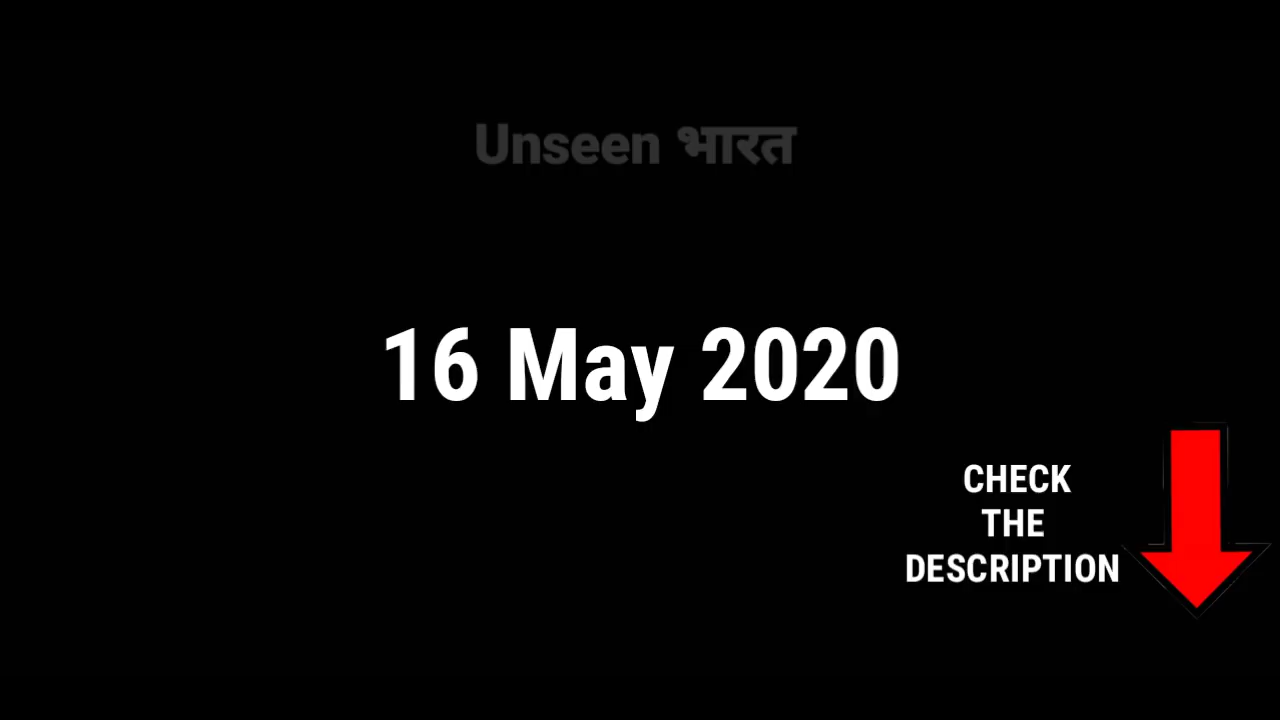 Unseen भारत
16 May 2020
CHECK
THE
DESCRIPTION